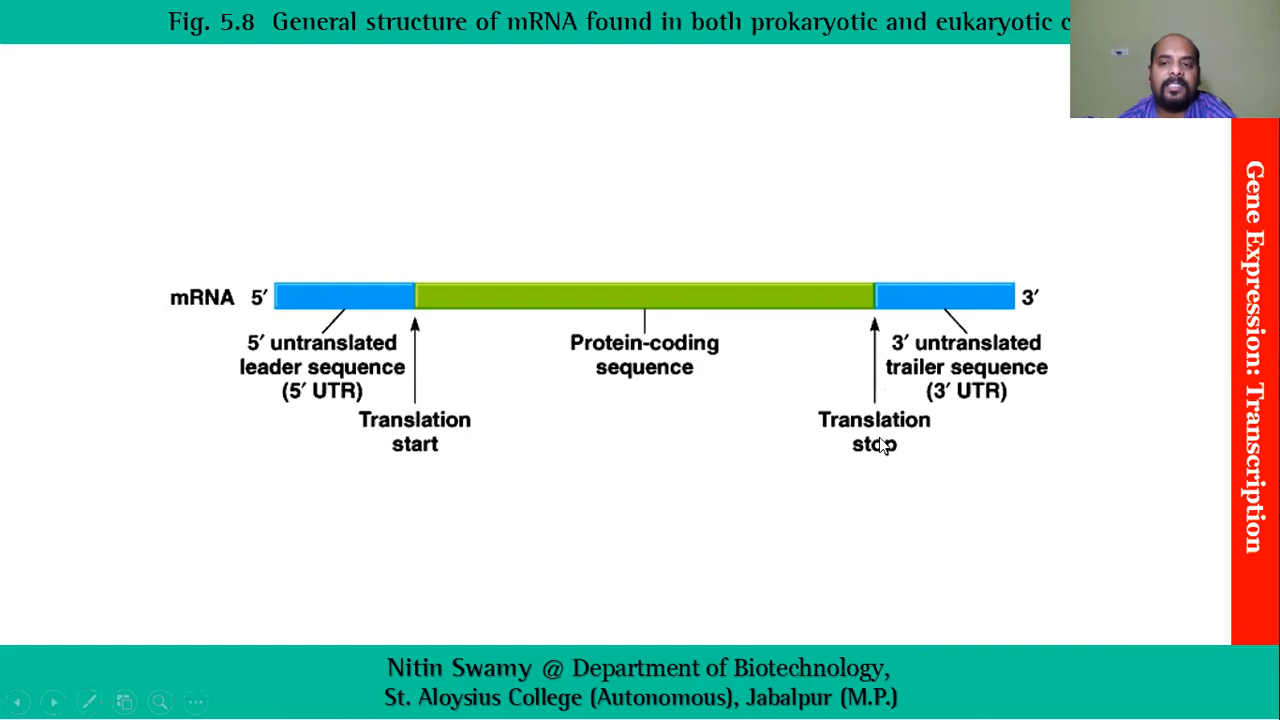 Fig. 5.8 General structure of mRNA found in both prokaryotic and eukaryotic
mRNA 5′ 3′
5′ untranslated
leader sequence
(5′ UTR)
Translation
start
Protein-coding
sequence
3′ untranslated
trailer sequence
(3′ UTR)
Translation
stop
Gene Expression: Transcription
Nitin Swamy @ Department of Biotechnology,
St. Aloysius College (Autonomous), Jabalpur (M.P.)